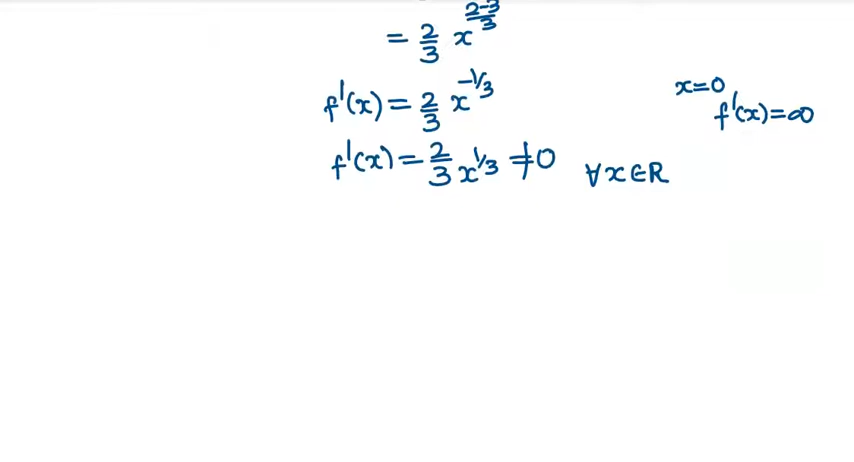 = 2/3 x^((2-3)/3)
f'(x) = 2/3 x^(-1/3)
x=0
f'(x)=∞
f'(x) = 2/(3 x^(1/3)) ≠ 0 ∀ x ∈ R